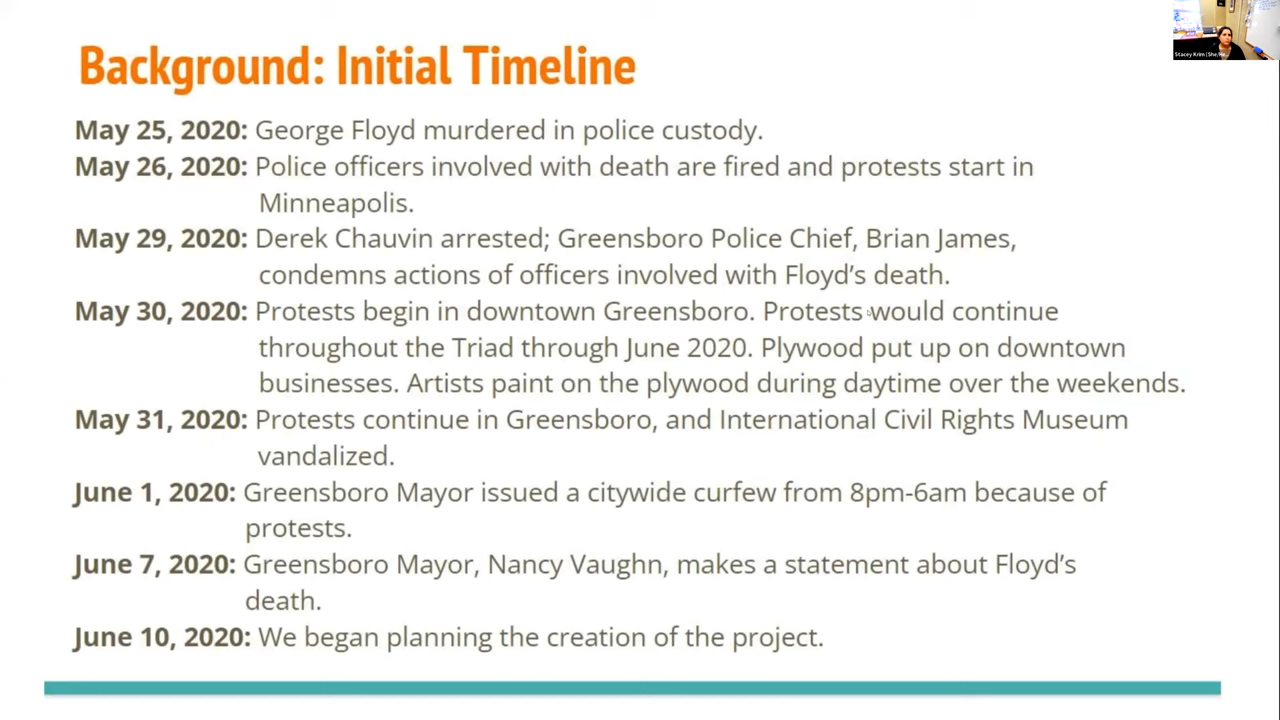 Background: Initial Timeline
May 25, 2020: George Floyd murdered in police custody.
May 26, 2020: Police officers involved with death are fired and protests start in
Minneapolis.
May 29, 2020: Derek Chauvin arrested; Greensboro Police Chief, Brian James,
condemns actions of officers involved with Floyd’s death.
May 30, 2020: Protests begin in downtown Greensboro. Protests would continue
throughout the Triad through June 2020. Plywood put up on downtown
businesses. Artists paint on the plywood during daytime over the weekends.
May 31, 2020: Protests continue in Greensboro, and International Civil Rights Museum
vandalized.
June 1, 2020: Greensboro Mayor issued a citywide curfew from 8pm-6am because of
protests.
June 7, 2020: Greensboro Mayor, Nancy Vaughn, makes a statement about Floyd’s
death.
June 10, 2020: We began planning the creation of the project.
Stacey Krim